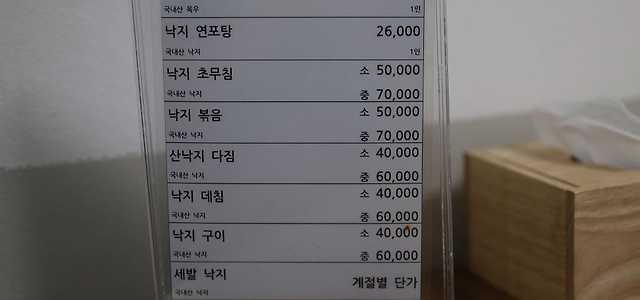 국내산 목우 1인
낙지 연포탕 26,000
국내산 낙지 1인
낙지 초무침 소 50,000
국내산 낙지 중 70,000
낙지 볶음 소 50,000
국내산 낙지 중 70,000
산낙지 다짐 소 40,000
국내산 낙지 중 60,000
낙지 데침 소 40,000
국내산 낙지 중 60,000
낙지 구이 소 40,000
국내산 낙지 중 60,000
세발 낙지 계절별 단가
국내산 낙지